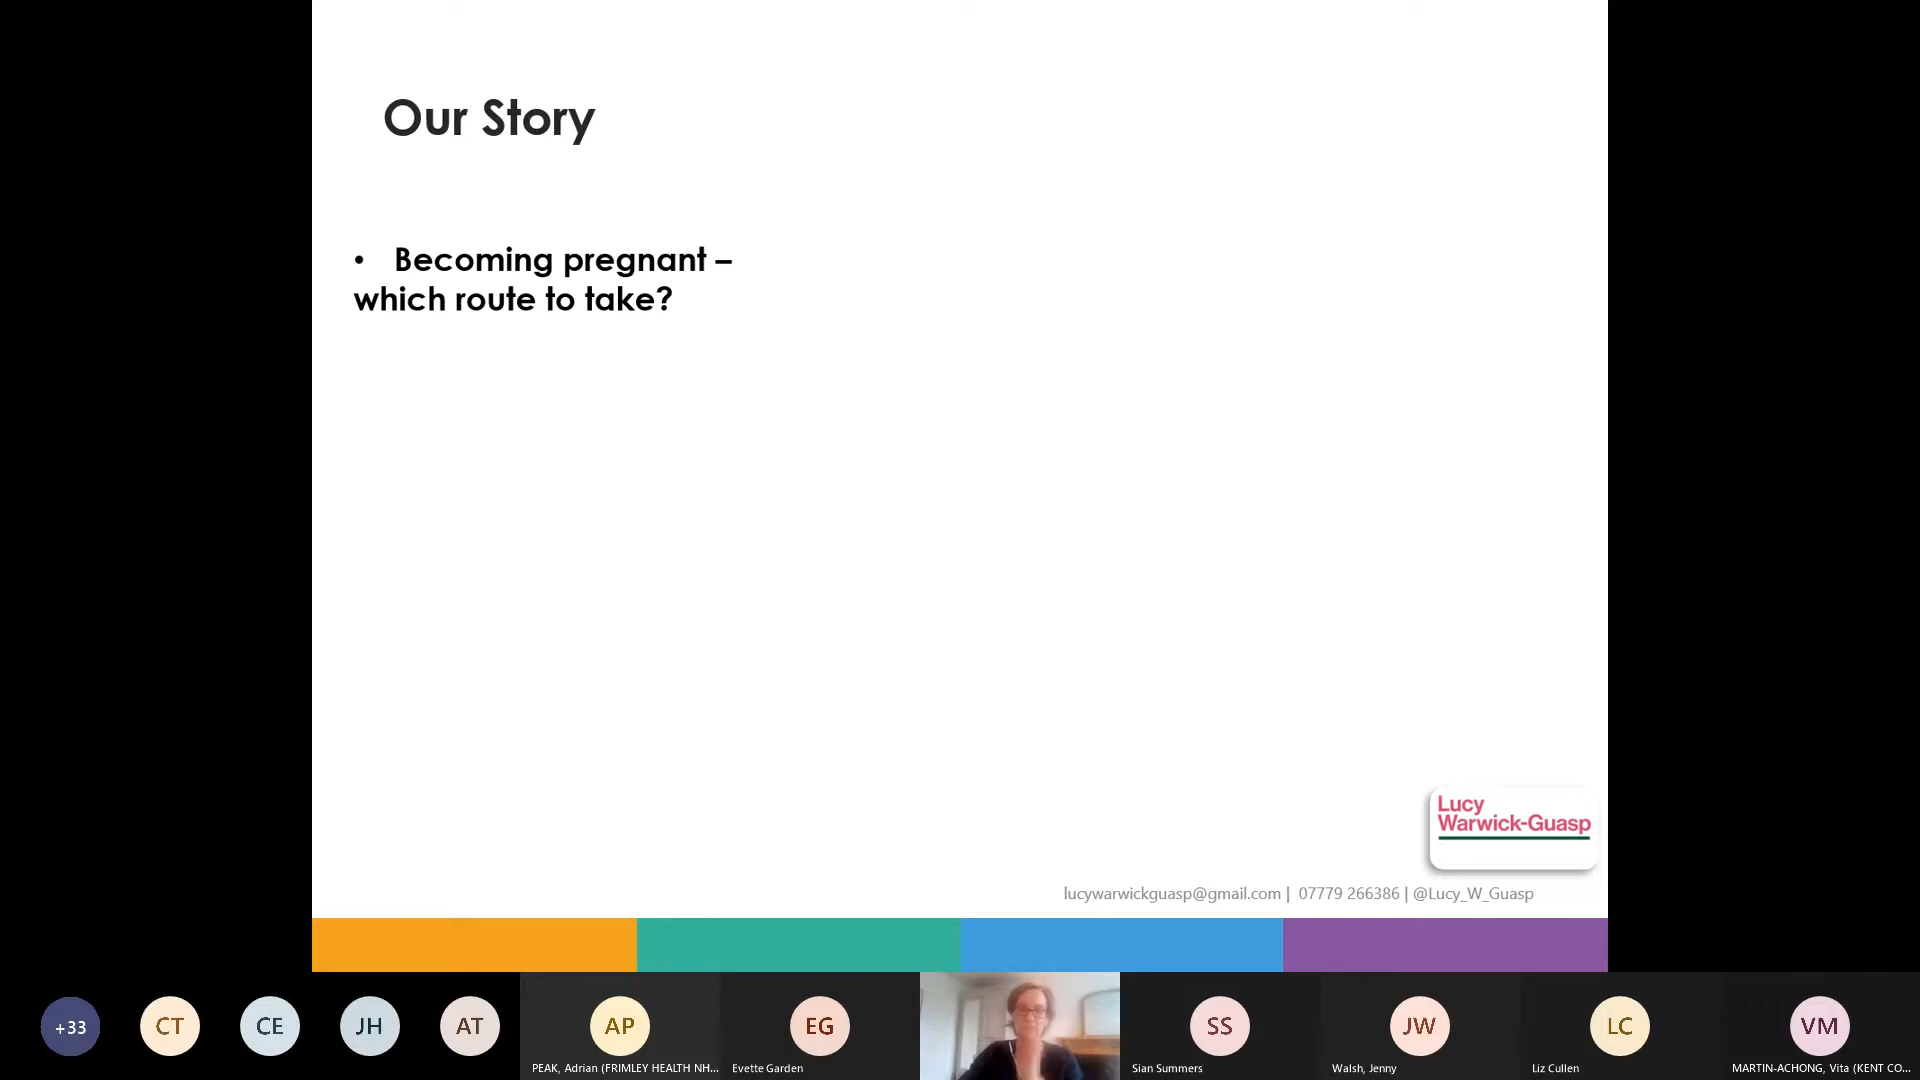 Our Story
• Becoming pregnant –
which route to take?
Lucy
Warwick-Guasp
lucywarwickguasp@gmail.com | 07779 266386 | @Lucy_W_Guasp
+33
CT
CE
JH
AT
AP
EG
SS
JW
LC
VM
PEAK, Adrian (FRIMLEY HEALTH NH...
Evette Garden
Sian Summers
Walsh, Jenny
Liz Cullen
MARTIN-ACHONG, Vita (KENT CO...